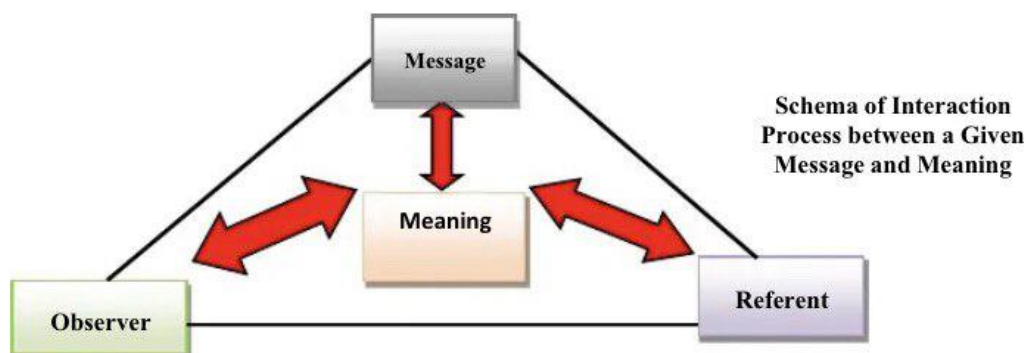 Message
Schema of Interaction
Process between a Given
Message and Meaning
Meaning
Observer
Referent